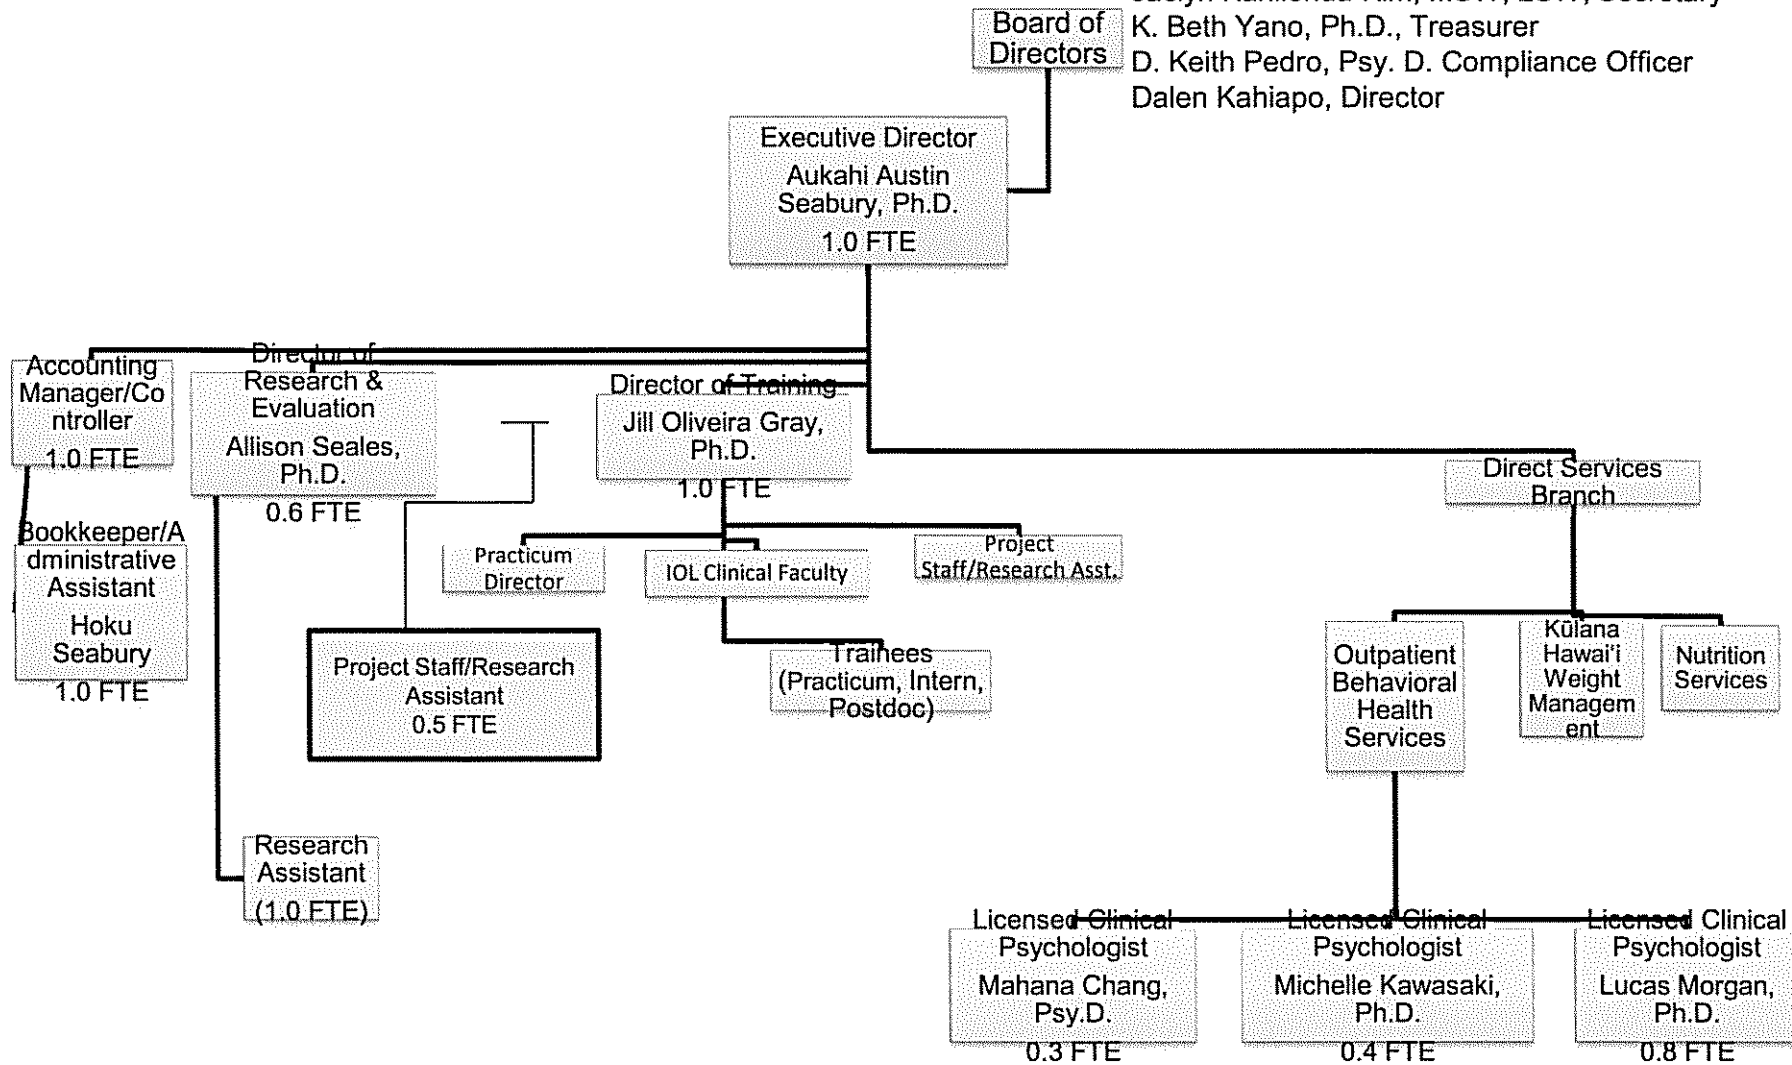 Board of
Directors
K. Beth Yano, Ph.D., Treasurer
D. Keith Pedro, Psy. D. Compliance Officer
Dalen Kahiapo, Director
Executive Director
Aukahi Austin
Seabury, Ph.D.
1.0 FTE
Accounting
Manager/Co
ntroller
1.0 FTE
Bookkeeper/A
dministrative
Assistant
Hoku
Seabury
1.0 FTE
Director of
Research &
Evaluation
Allison Seales,
Ph.D.
0.6 FTE
Research
Assistant
(1.0 FTE)
Project Staff/Research
Assistant
0.5 FTE
Director of Training
Jill Oliveira Gray,
Ph.D.
1.0 FTE
Practicum
Director
IOL Clinical Faculty
Project
Staff/Research Asst.
Trainees
(Practicum, Intern,
Postdoc)
Direct Services
Branch
Outpatient
Behavioral
Health
Services
Kūlana
Hawai'i
Weight
Managem
ent
Nutrition
Services
Licensed Clinical
Psychologist
Mahana Chang,
Psy.D.
0.3 FTE
Licensed Clinical
Psychologist
Michelle Kawasaki,
Ph.D.
0.4 FTE
Licensed Clinical
Psychologist
Lucas Morgan,
Ph.D.
0.8 FTE